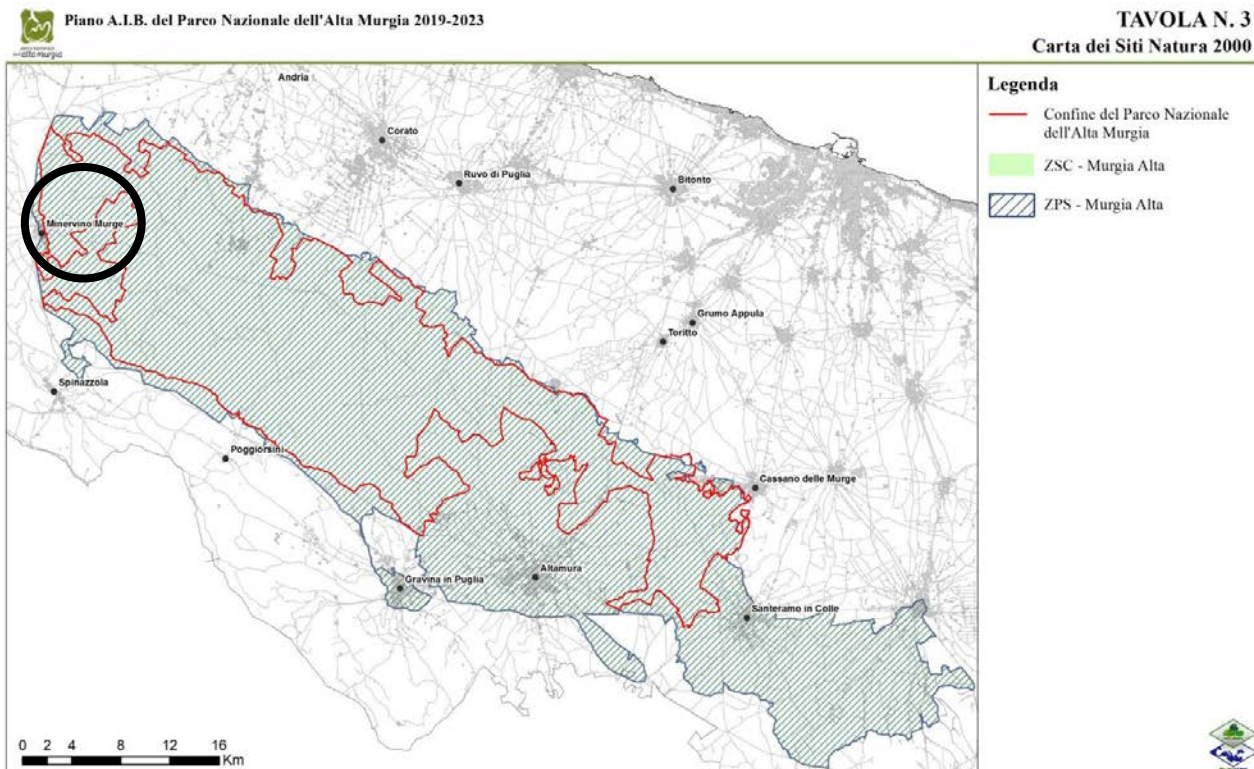 Piano A.I.B. del Parco Nazionale dell'Alta Murgia 2019-2023
TAVOLA N. 3
Carta dei Siti Natura 2000
alta murgia
Legenda
Confine del Parco Nazionale
dell'Alta Murgia
ZSC - Murgia Alta
ZPS - Murgia Alta
Andria
Corato
Ruvo di Puglia
Bitonto
Minervino Murge
Grumo Appula
Toritto
Spinazzola
Poggiorsini
Cassano delle Murge
Altamura
Gravina in Puglia
Santeramo in Colle
0 2 4 8 12 16
Km